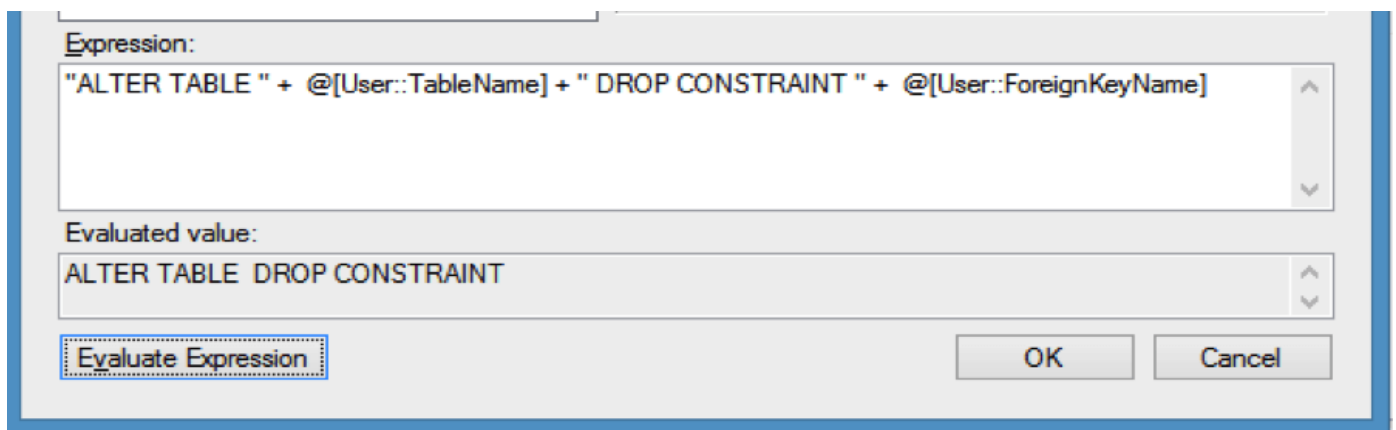 Expression:
"ALTER TABLE " +  @[User::TableName] + " DROP CONSTRAINT " +  @[User::ForeignKeyName]
Evaluated value:
ALTER TABLE  DROP CONSTRAINT
Evaluate Expression
OK
Cancel